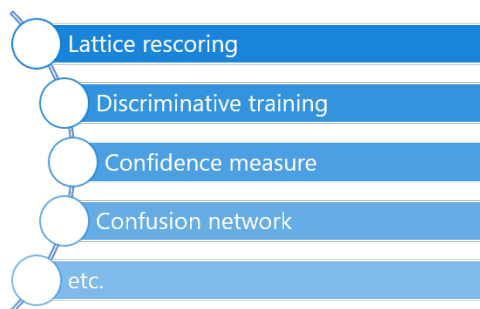 Lattice rescoring
Discriminative training
Confidence measure
Confusion network
etc.